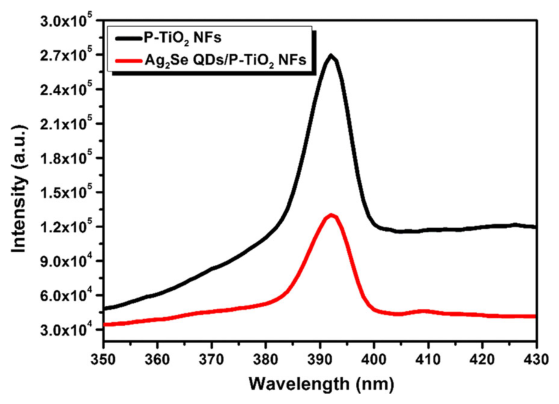 P-TiO₂ NFs
Ag₂Se QDs/P-TiO₂ NFs
3.0x10⁵
2.7x10⁵
2.4x10⁵
2.1x10⁵
1.8x10⁵
1.5x10⁵
1.2x10⁵
9.0x10⁴
6.0x10⁴
3.0x10⁴
Intensity (a.u.)
350 360 370 380 390 400 410 420 430
Wavelength (nm)